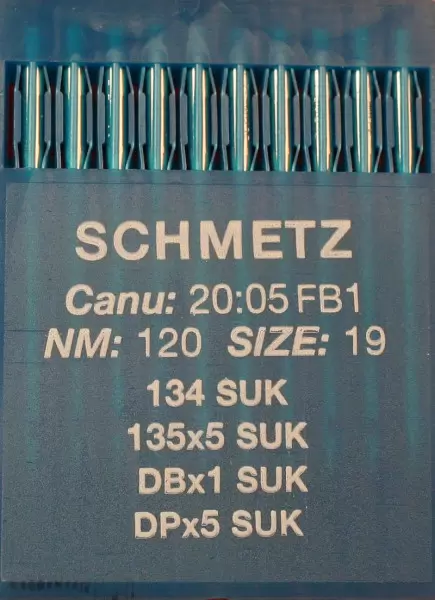 SCHMETZ
Canu: 20:05 FB1
NM: 120 SIZE: 19
134 SUK
135x5 SUK
DBx1 SUK
DPx5 SUK